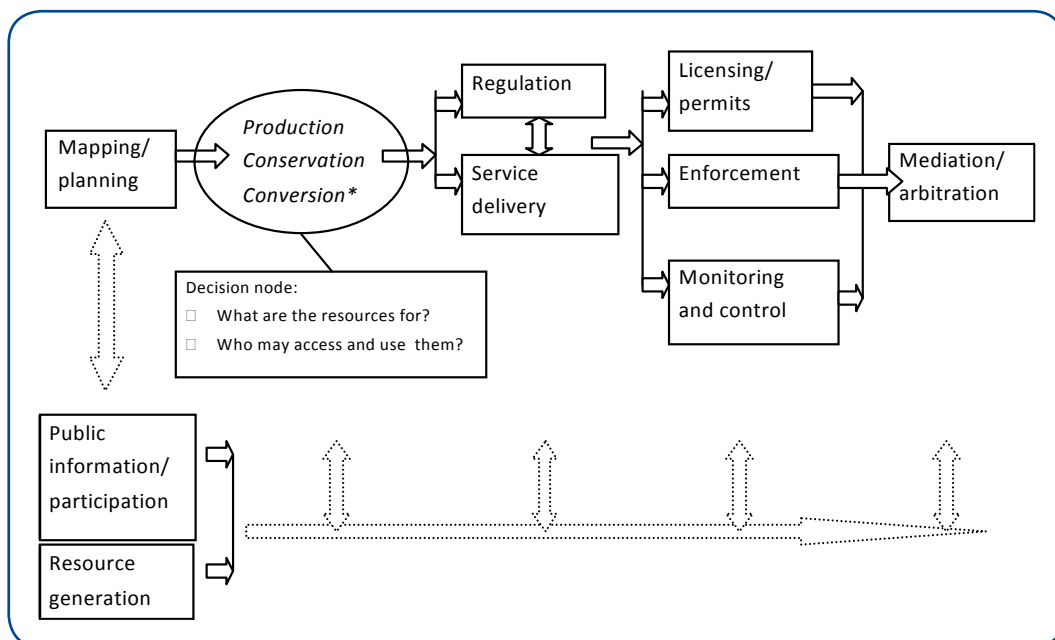 Mapping/
planning
Production
Conservation
Conversion*
Regulation
Service
delivery
Licensing/
permits
Enforcement
Monitoring
and control
Mediation/
arbitration
Decision node:
What are the resources for?
Who may access and use them?
Public
information/
participation
Resource
generation